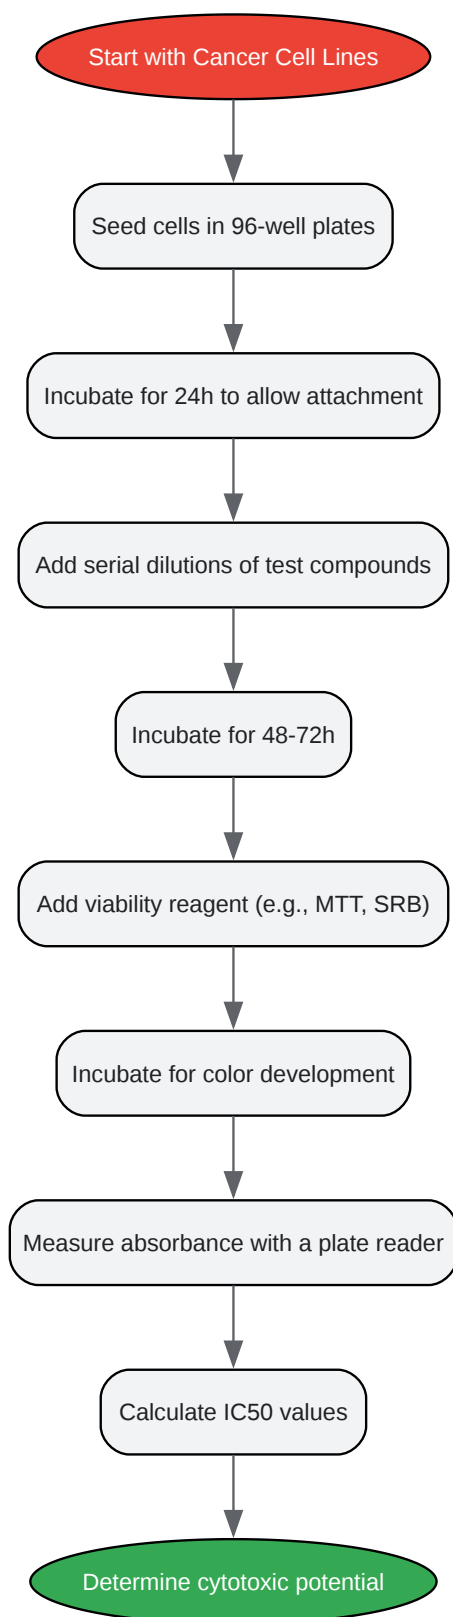 Start with Cancer Cell Lines
Seed cells in 96-well plates
Incubate for 24h to allow attachment
Add serial dilutions of test compounds
Incubate for 48-72h
Add viability reagent (e.g., MTT, SRB)
Incubate for color development
Measure absorbance with a plate reader
Calculate IC50 values
Determine cytotoxic potential